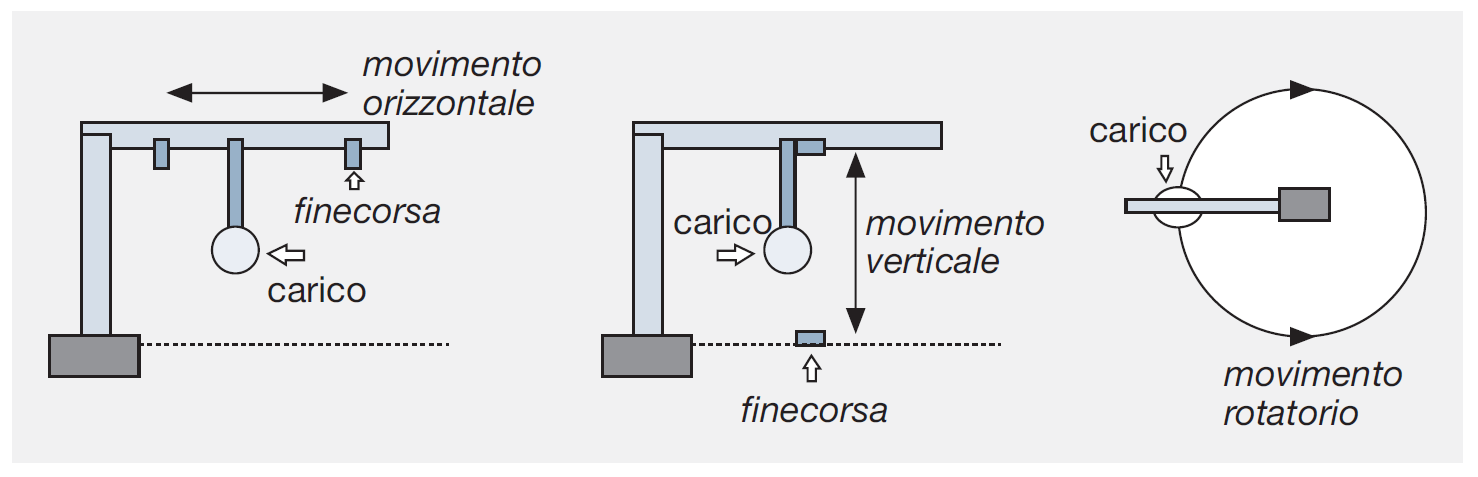 movimento
orizzontale
finecorsa
carico
carico
movimento
verticale
finecorsa
carico
movimento
rotatorio